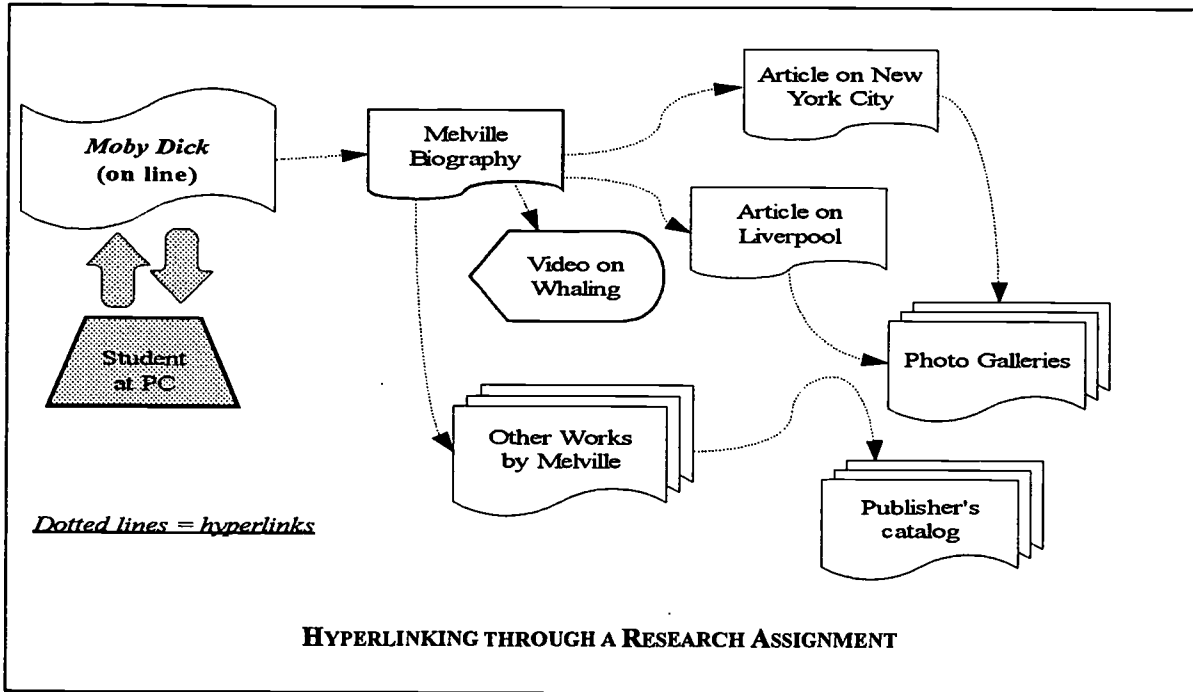 Moby Dick
(on line)
Student
at PC
Melville
Biography
Video on
Whaling
Other Works
by Melville
Article on New
York City
Article on
Liverpool
Photo Galleries
Publisher's
catalog
Dotted lines = hyperlinks
HYPERLINKING THROUGH A RESEARCH ASSIGNMENT